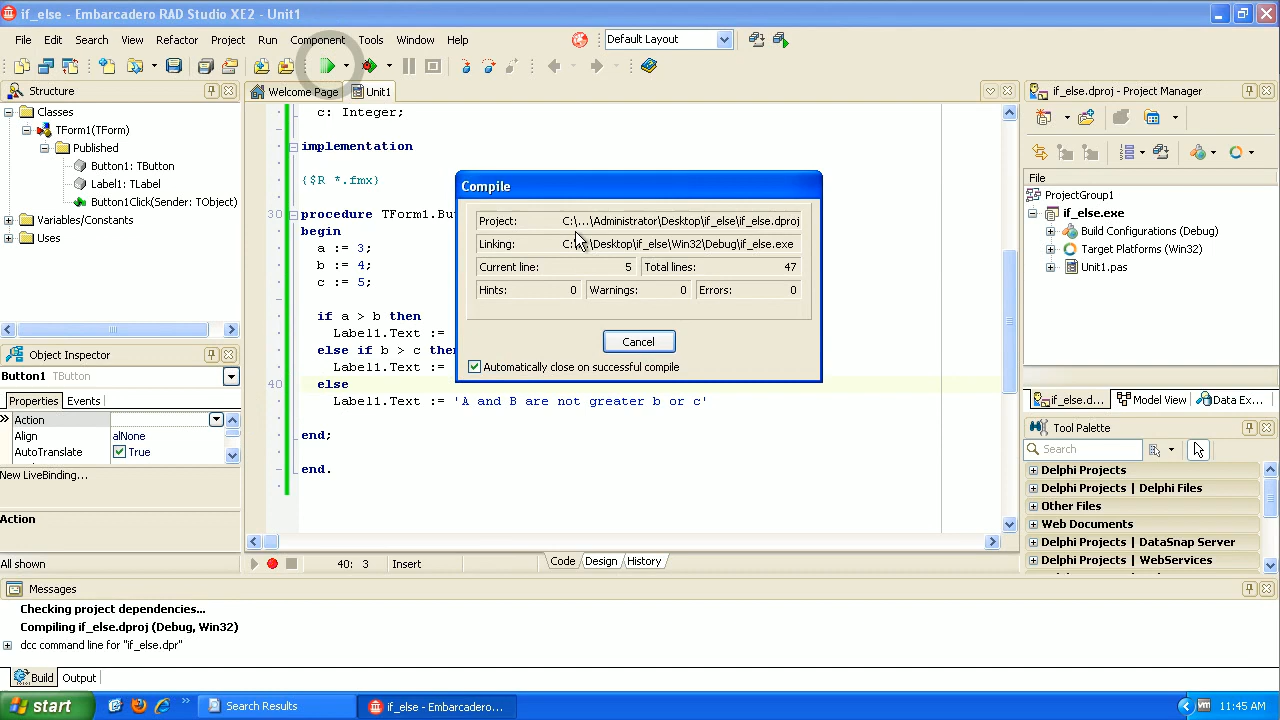 if_else - Embarcadero RAD Studio XE2 - Unit1
File Edit Search View Refactor Project Run Component Tools Window Help
Default Layout
Structure
Welcome Page Unit1
if_else.dproj - Project Manager
Classes
TForm1(TForm)
Published
Button1: TButton
Label1: TLabel
Button1Click(Sender: TObject)
Variables/Constants
Uses
Object Inspector
Button1 TButton
Properties Events
Action
Align alNone
AutoTranslate True
New LiveBinding...
Action
All shown
c: Integer;
implementation
{$R *.fmx}
30 procedure TForm1.
begin
a := 3;
b := 4;
c := 5;
if a > b then
Label1.Text :=
else if b > c then
Label1.Text :=
40 else
Label1.Text := 'A and B are not greater b or c'
end;
end.
Compile
Project: C:\...\Administrator\Desktop\if_else\if_else.dproj
Linking: \Desktop\if_else\Win32\Debug\if_else.exe
Current line: 5 Total lines: 47
Hints: 0 Warnings: 0 Errors: 0
Cancel
Automatically close on successful compile
40: 3 Insert
Code Design History
File
ProjectGroup1
if_else.exe
Build Configurations (Debug)
Target Platforms (Win32)
Unit1.pas
if_else.d... Model View Data Ex...
Tool Palette
Search
Delphi Projects
Delphi Projects | Delphi Files
Other Files
Web Documents
Delphi Projects | DataSnap Server
Delphi Projects | WebServices
Messages
Checking project dependencies...
Compiling if_else.dproj (Debug, Win32)
dcc command line for "if_else.dpr"
Build Output
start
Search Results
if_else - Embarcadero...
11:45 AM